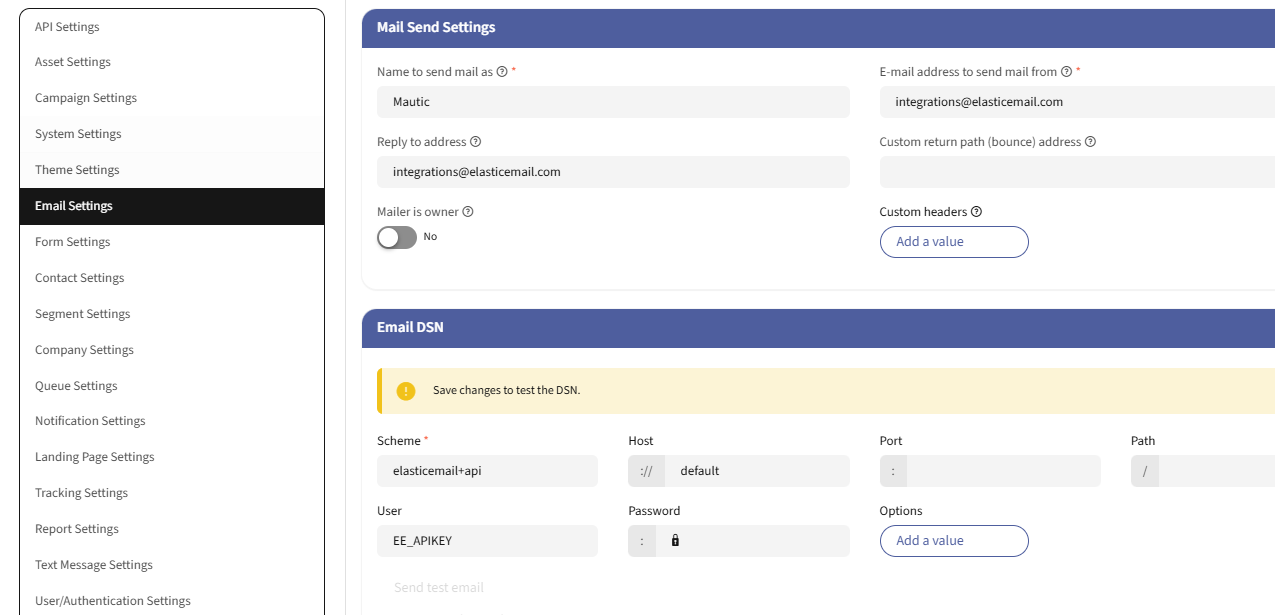 API Settings
Asset Settings
Campaign Settings
System Settings
Theme Settings
Email Settings
Form Settings
Contact Settings
Segment Settings
Company Settings
Queue Settings
Notification Settings
Landing Page Settings
Tracking Settings
Report Settings
Text Message Settings
User/Authentication Settings
Mail Send Settings
Name to send mail as ? *
E-mail address to send mail from ? *
Mautic
integrations@elasticemail.com
Reply to address ?
Custom return path (bounce) address ?
integrations@elasticemail.com
Mailer is owner ?
Custom headers ?
No
Add a value
Email DSN
! Save changes to test the DSN.
Scheme *
Host
Port
Path
elasticemail+api
:// default
:
/
User
Password
Options
EE_APIKEY
:
Add a value
Send test email